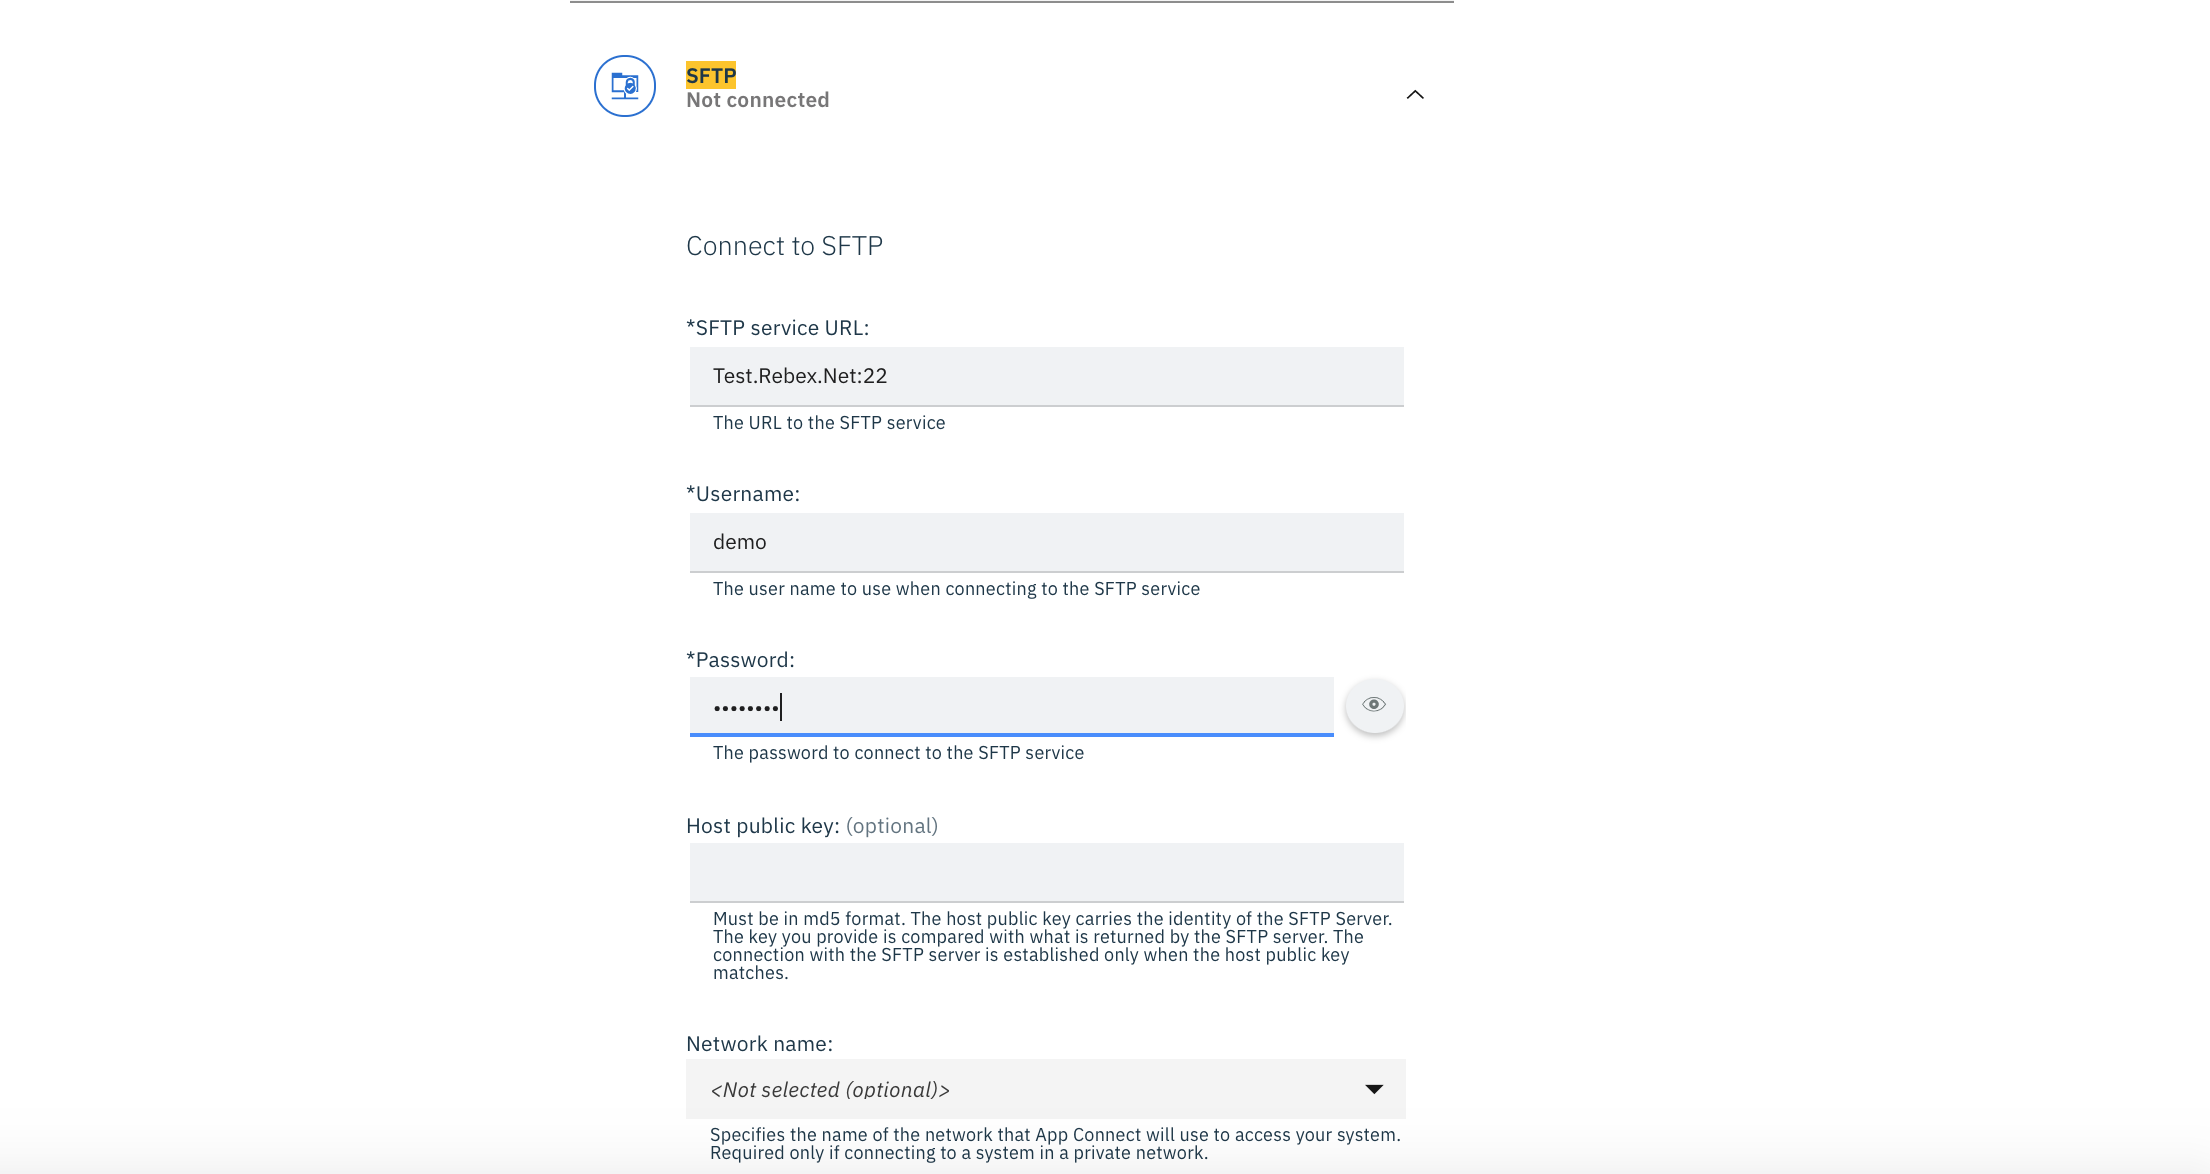 SFTP
Not connected
Connect to SFTP
*SFTP service URL:
Test.Rebex.Net:22
The URL to the SFTP service
*Username:
demo
The user name to use when connecting to the SFTP service
*Password:
••••••••
The password to connect to the SFTP service
Host public key: (optional)
Must be in md5 format. The host public key carries the identity of the SFTP Server.
The key you provide is compared with what is returned by the SFTP server. The
connection with the SFTP server is established only when the host public key
matches.
Network name:
<Not selected (optional)>
Specifies the name of the network that App Connect will use to access your system.
Required only if connecting to a system in a private network.